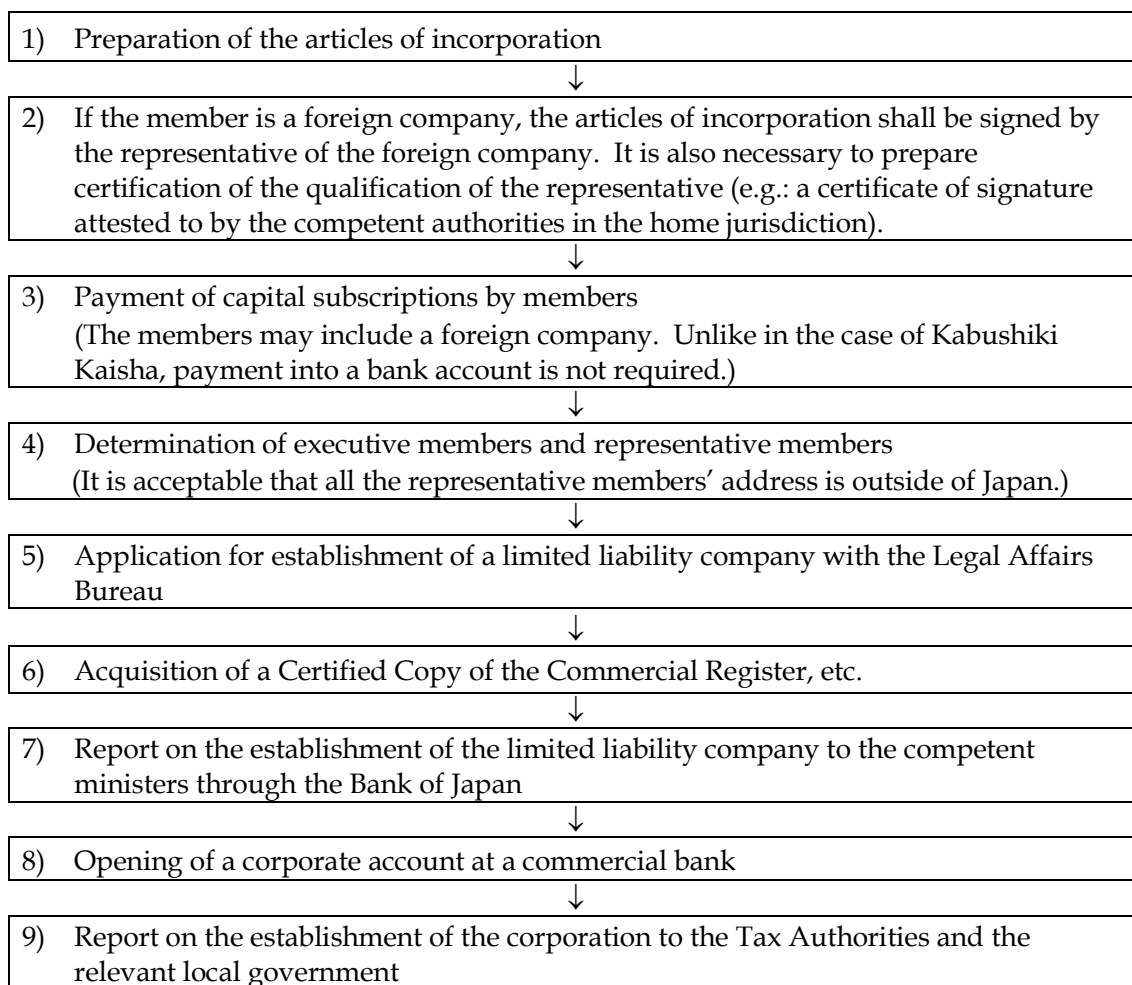 1) Preparation of the articles of incorporation
↓
2) If the member is a foreign company, the articles of incorporation shall be signed by
the representative of the foreign company. It is also necessary to prepare
certification of the qualification of the representative (e.g.: a certificate of signature
attested to by the competent authorities in the home jurisdiction).
↓
3) Payment of capital subscriptions by members
(The members may include a foreign company. Unlike in the case of Kabushiki
Kaisha, payment into a bank account is not required.)
↓
4) Determination of executive members and representative members
(It is acceptable that all the representative members’ address is outside of Japan.)
↓
5) Application for establishment of a limited liability company with the Legal Affairs
Bureau
↓
6) Acquisition of a Certified Copy of the Commercial Register, etc.
↓
7) Report on the establishment of the limited liability company to the competent
ministers through the Bank of Japan
↓
8) Opening of a corporate account at a commercial bank
↓
9) Report on the establishment of the corporation to the Tax Authorities and the
relevant local government